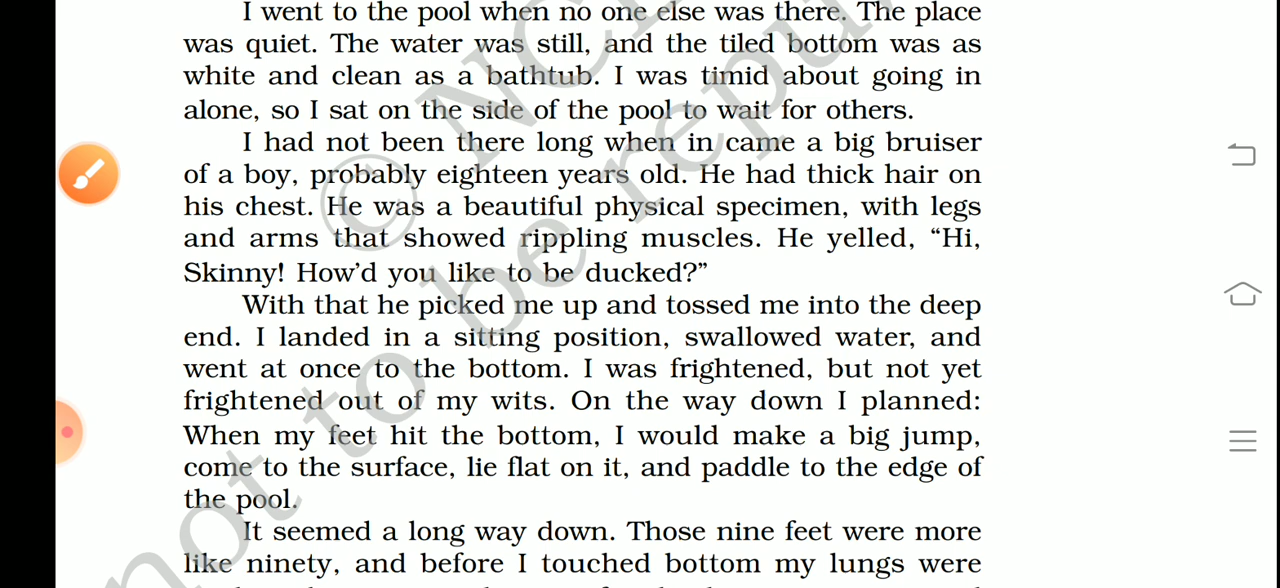 I went to the pool when no one else was there. The place
was quiet. The water was still, and the tiled bottom was as
white and clean as a bathtub. I was timid about going in
alone, so I sat on the side of the pool to wait for others.
I had not been there long when in came a big bruiser
of a boy, probably eighteen years old. He had thick hair on
his chest. He was a beautiful physical specimen, with legs
and arms that showed rippling muscles. He yelled, “Hi,
Skinny! How’d you like to be ducked?”
With that he picked me up and tossed me into the deep
end. I landed in a sitting position, swallowed water, and
went at once to the bottom. I was frightened, but not yet
frightened out of my wits. On the way down I planned:
When my feet hit the bottom, I would make a big jump,
come to the surface, lie flat on it, and paddle to the edge of
the pool.
It seemed a long way down. Those nine feet were more
like ninety, and before I touched bottom my lungs were
© NC
not to be repu